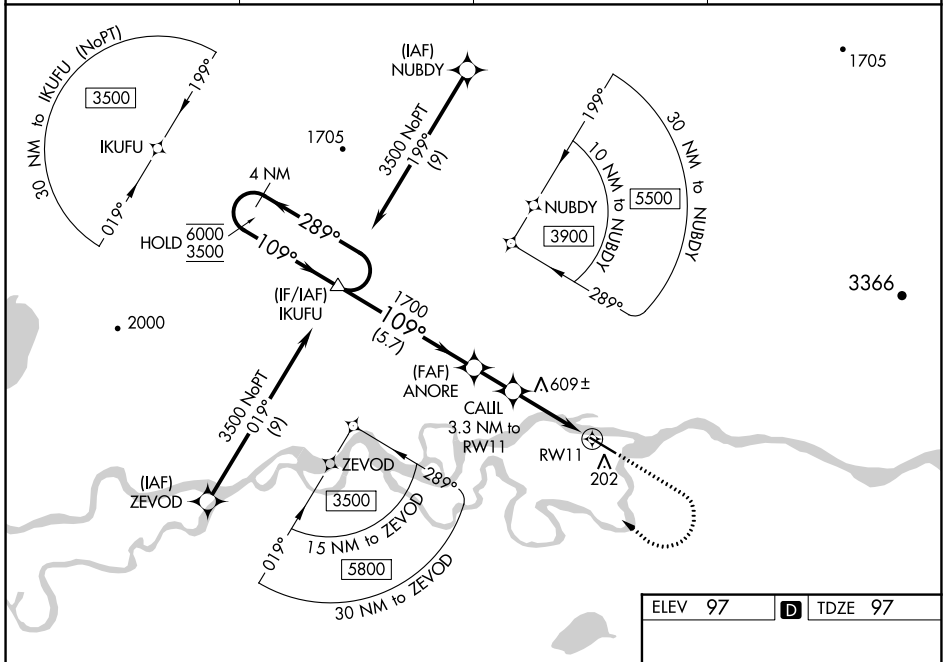 30 NM to IKUFU (NoPT)
3500
199°
IKUFU
019°
(IAF)
NUBDY
3500 NoPT
199°
(9)
1705
1705
4 NM
HOLD
6000
3500
289°
109°
(IF/IAF)
IKUFU
199°
30 NM to NUBDY
10 NM to NUBDY
5500
NUBDY
3900
289°
3366
2000
1700
109°
(5.7)
(FAF)
ANORE
609±
CALIL
3.3 NM to
RW11
RW11
202
3500 NoPT
019°
(9)
(IAF)
ZEVOD
ZEVOD
289°
3500
15 NM to ZEVOD
019°
5800
30 NM to ZEVOD
ELEV 97 D TDZE 97